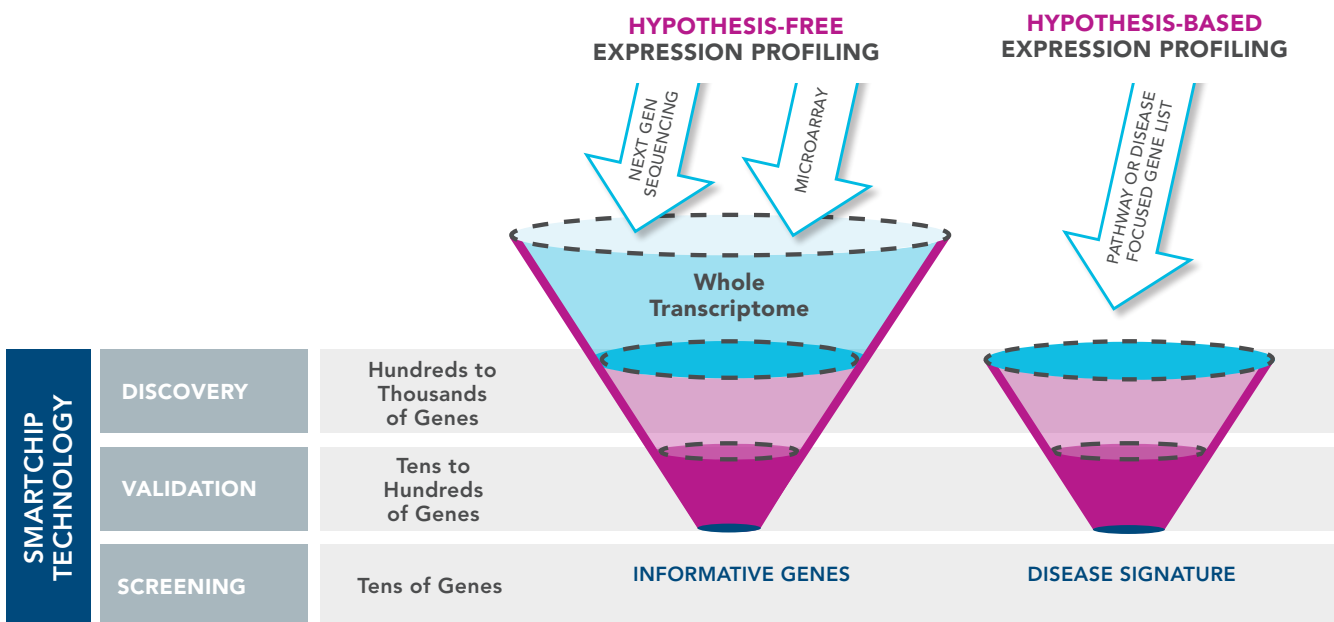 HYPOTHESIS-FREE
EXPRESSION PROFILING
HYPOTHESIS-BASED
EXPRESSION PROFILING
NEXT GEN
SEQUENCING
MICROARRAY
PATHWAY OR DISEASE
FOCUSED GENE LIST
Whole
Transcriptome
SMARTCHIP
TECHNOLOGY
DISCOVERY
Hundreds to
Thousands
of Genes
VALIDATION
Tens to
Hundreds
of Genes
SCREENING
Tens of Genes
INFORMATIVE GENES
DISEASE SIGNATURE